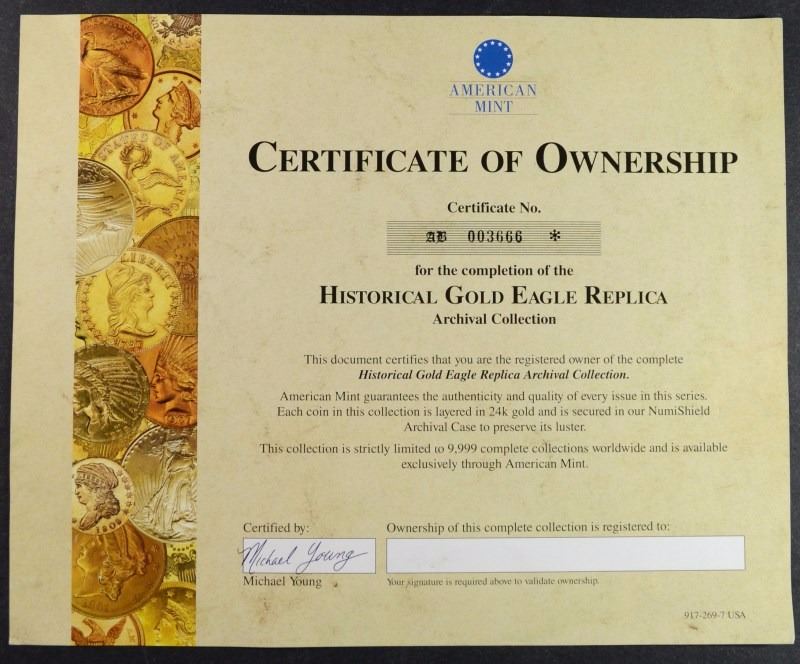 AMERICAN
MINT
CERTIFICATE OF OWNERSHIP
Certificate No.
AB 003666 *
for the completion of the
HISTORICAL GOLD EAGLE REPLICA
Archival Collection
This document certifies that you are the registered owner of the complete
Historical Gold Eagle Replica Archival Collection.
American Mint guarantees the authenticity and quality of every issue in this series.
Each coin in this collection is layered in 24k gold and is secured in our NumiShield
Archival Case to preserve its luster.
This collection is strictly limited to 9,999 complete collections worldwide and is available
exclusively through American Mint.
Certified by:
Michael Young
Michael Young
Ownership of this complete collection is registered to:
Your signature is required above to validate ownership.
917-269-7 USA
STATES OF AMERICA
LIBERTY